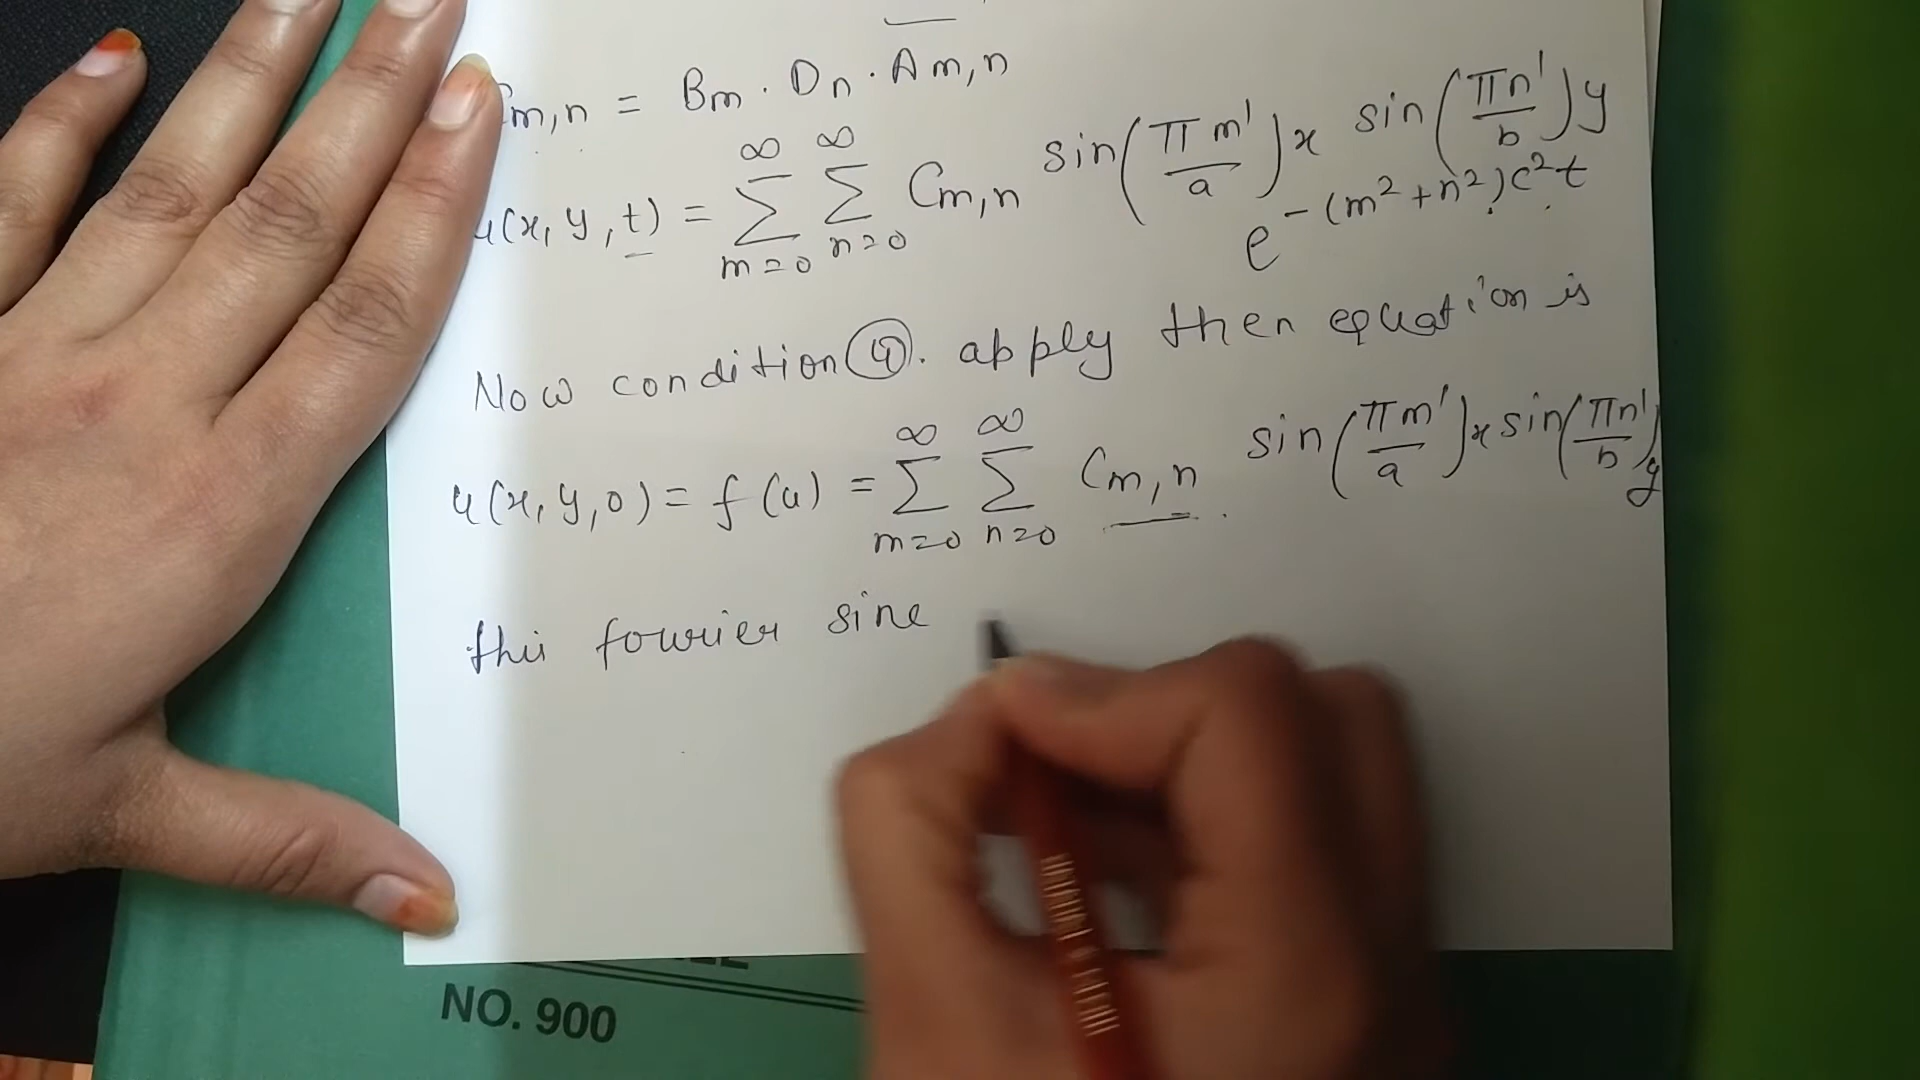 m,n = Bm . Dn . Am,n
u(x, y, t) = ∞∑m=0 ∞∑n=0 Cm,n sin(πm'/a)x sin(πn'/b)y
e^-(m²+n²)c²t
Now condition ④. apply then equation is
u(x, y, 0) = f(u) = ∞∑m=0 ∞∑n=0 Cm,n sin(πm'/a)x sin(πn'/b)y
this fourier sine
NO. 900